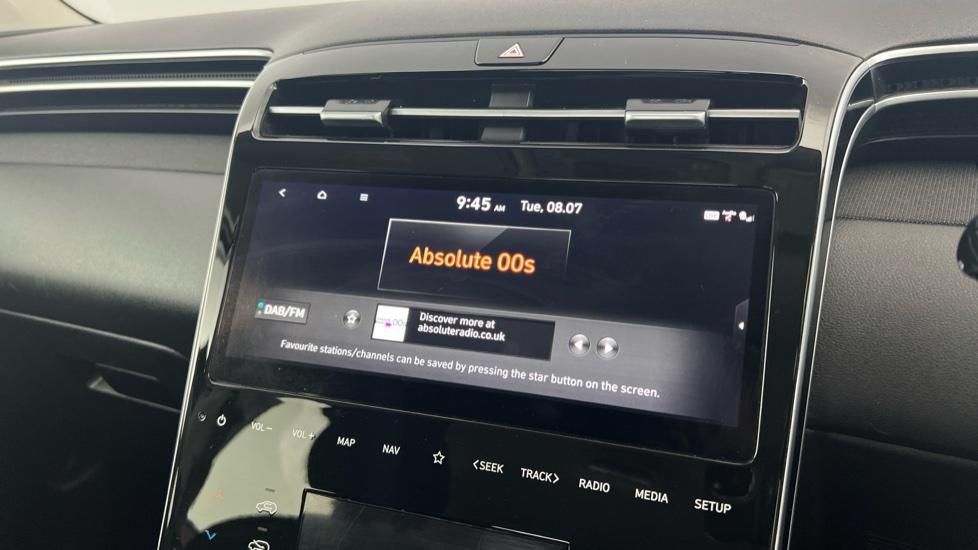 9:45 AM Tue, 08.07
Absolute 00s
DAB/FM
00s
Discover more at
absoluteradio.co.uk
Favourite stations/channels can be saved by pressing the star button on the screen.
VOL− VOL+ MAP NAV <SEEK TRACK> RADIO MEDIA SETUP